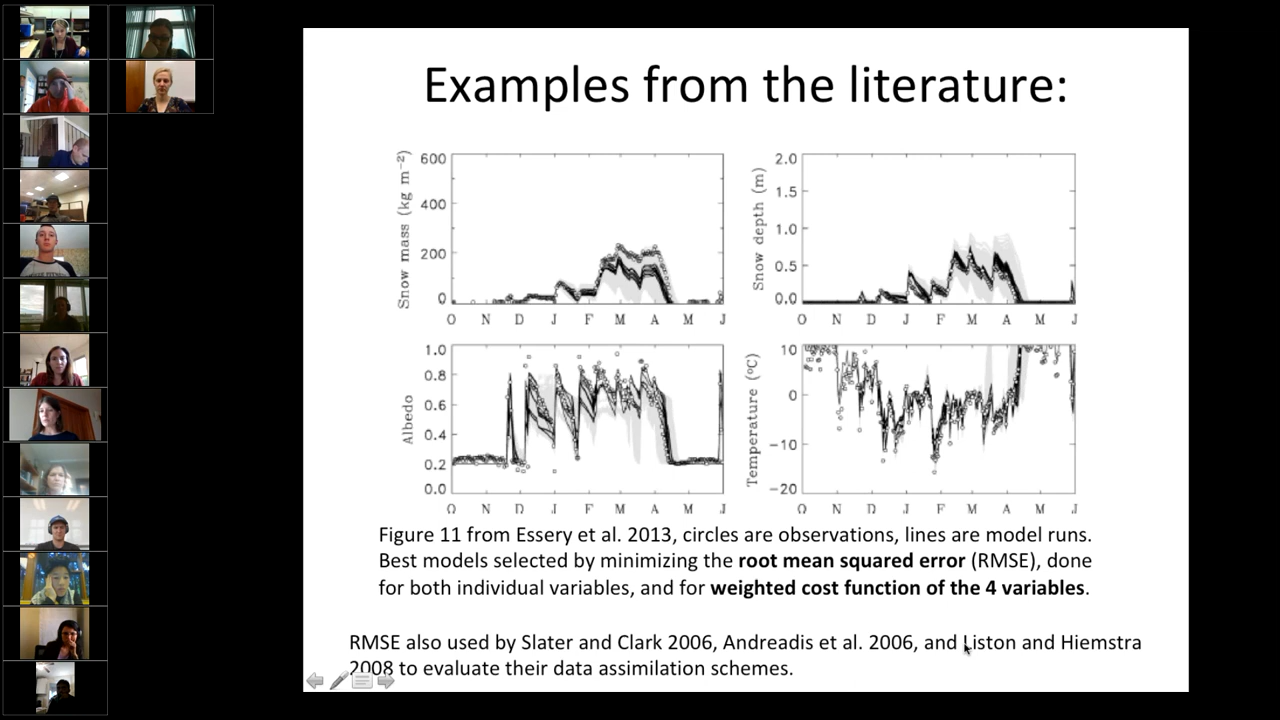 Examples from the literature:
Snow mass (kg m⁻²)
600
400
200
0
O N D J F M A M J
Snow depth (m)
2.0
1.5
1.0
0.5
0.0
O N D J F M A M J
Albedo
1.0
0.8
0.6
0.4
0.2
0.0
O N D J F M A M J
Temperature (°C)
10
0
-10
-20
O N D J F M A M J
Figure 11 from Essery et al. 2013, circles are observations, lines are model runs.
Best models selected by minimizing the root mean squared error (RMSE), done
for both individual variables, and for weighted cost function of the 4 variables.
RMSE also used by Slater and Clark 2006, Andreadis et al. 2006, and Liston and Hiemstra
2008 to evaluate their data assimilation schemes.